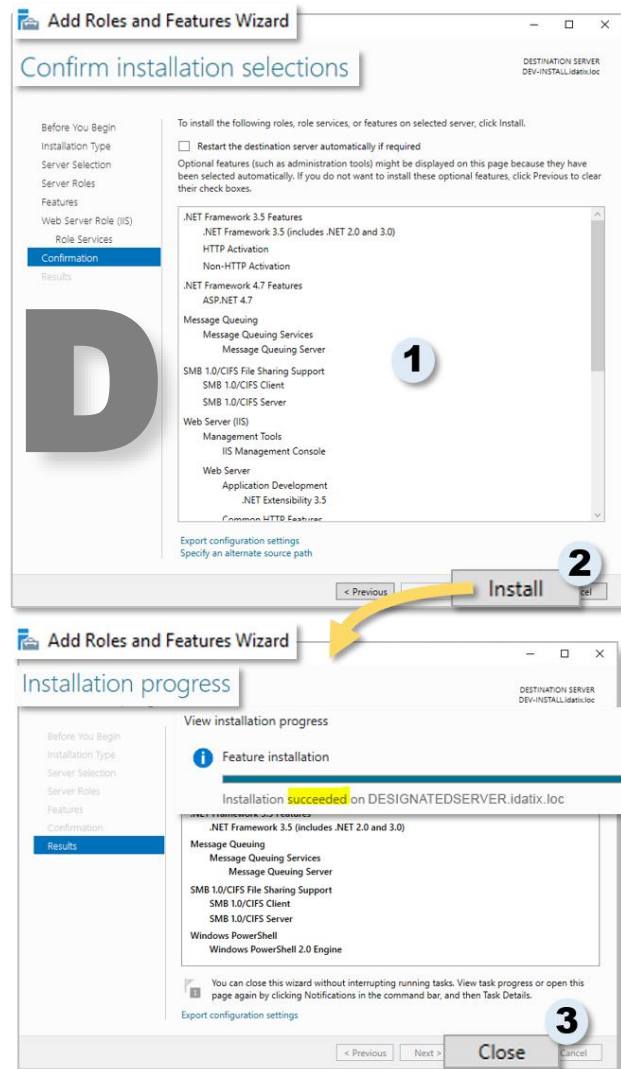 Add Roles and Features Wizard
Confirm installation selections
DESTINATION SERVER
DEV-INSTALL.idatix.loc
Before You Begin
Installation Type
Server Selection
Server Roles
Features
Web Server Role (IIS)
Role Services
Confirmation
Results
D
To install the following roles, role services, or features on selected server, click Install.
Restart the destination server automatically if required
Optional features (such as administration tools) might be displayed on this page because they have
been selected automatically. If you do not want to install these optional features, click Previous to clear
their check boxes.
.NET Framework 3.5 Features
.NET Framework 3.5 (includes .NET 2.0 and 3.0)
HTTP Activation
Non-HTTP Activation
.NET Framework 4.7 Features
ASP.NET 4.7
Message Queuing
Message Queuing Services
Message Queuing Server
1
SMB 1.0/CIFS File Sharing Support
SMB 1.0/CIFS Client
SMB 1.0/CIFS Server
Web Server (IIS)
Management Tools
IIS Management Console
Web Server
Application Development
.NET Extensibility 3.5
Common HTTP Features
Export configuration settings
Specify an alternate source path
2
< Previous Install cel
Add Roles and Features Wizard
Installation progress
DESTINATION SERVER
DEV-INSTALL.idatix.loc
Before You Begin
Installation Type
Server Selection
Server Roles
Features
Confirmation
Results
View installation progress
Feature installation
Installation succeeded on DESIGNATEDSERVER.idatix.loc
.NET Framework 3.5 Features
.NET Framework 3.5 (includes .NET 2.0 and 3.0)
Message Queuing
Message Queuing Services
Message Queuing Server
SMB 1.0/CIFS File Sharing Support
SMB 1.0/CIFS Client
SMB 1.0/CIFS Server
Windows PowerShell
Windows PowerShell 2.0 Engine
1
You can close this wizard without interrupting running tasks. View task progress or open this
page again by clicking Notifications in the command bar, and then Task Details.
Export configuration settings
3
< Previous Next > Close Cancel